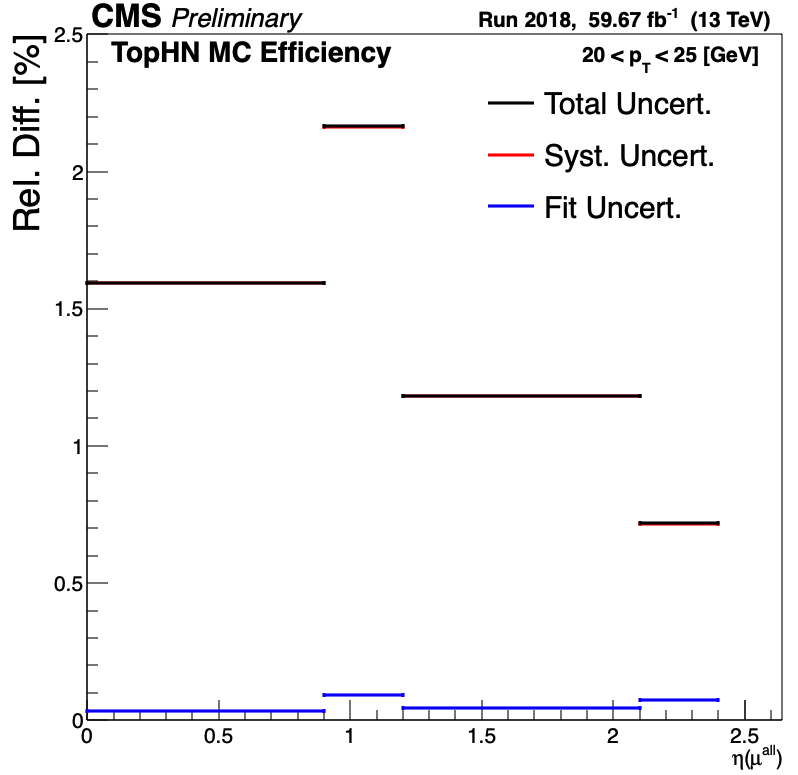 CMS Preliminary Run 2018, 59.67 fb⁻¹ (13 TeV)
TopHN MC Efficiency 20 < p_T < 25 [GeV]
Rel. Diff. [%]
Total Uncert.
Syst. Uncert.
Fit Uncert.
2.5
2
1.5
1
0.5
0
0 0.5 1 1.5 2 2.5
η(μ^all)